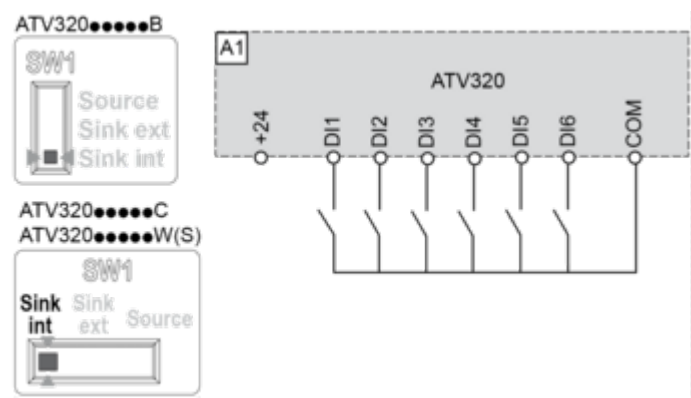 ATV320●●●●●B
SW1
Source
Sink ext
Sink int
ATV320●●●●●C
ATV320●●●●●W(S)
SW1
Sink int
Sink ext
Source
A1
ATV320
+24
DI1
DI2
DI3
DI4
DI5
DI6
COM